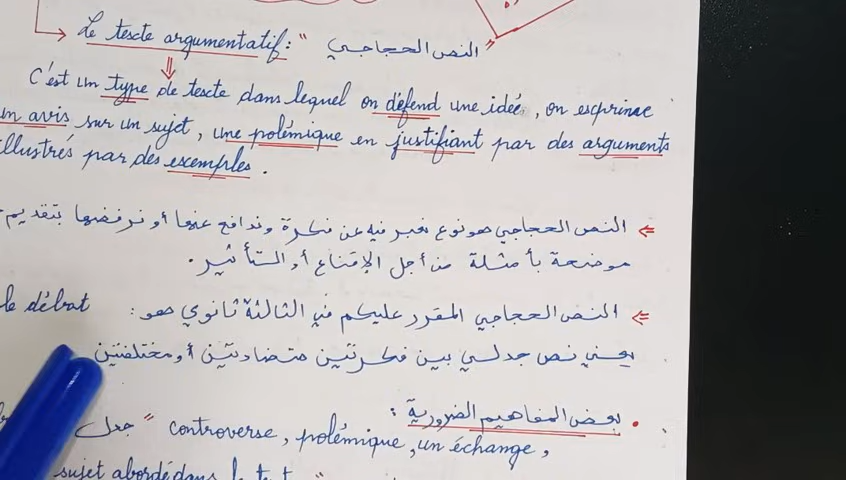 Le texte argumentatif : "النص الحجاجي"
C'est un type de texte dans lequel on défend une idée, on exprime
un avis sur un sujet, une polémique en justifiant par des arguments
illustrés par des exemples.
النص الحجاجي هو نوع نعبر فيه عن فكرة وندافع عنها أو نرفضها بتقديم
موضحة بأمثلة من أجل الإقناع أو التأثير.
النص الحجاجي المقرر عليكم في الثالثة ثانوي هو : le débat
يعني نص جدلي بين فكرتين متضادتين أو مختلفتين
• بعض المفاهيم الضرورية :
جدل " controverse, polémique, un échange,
sujet abordé dans le